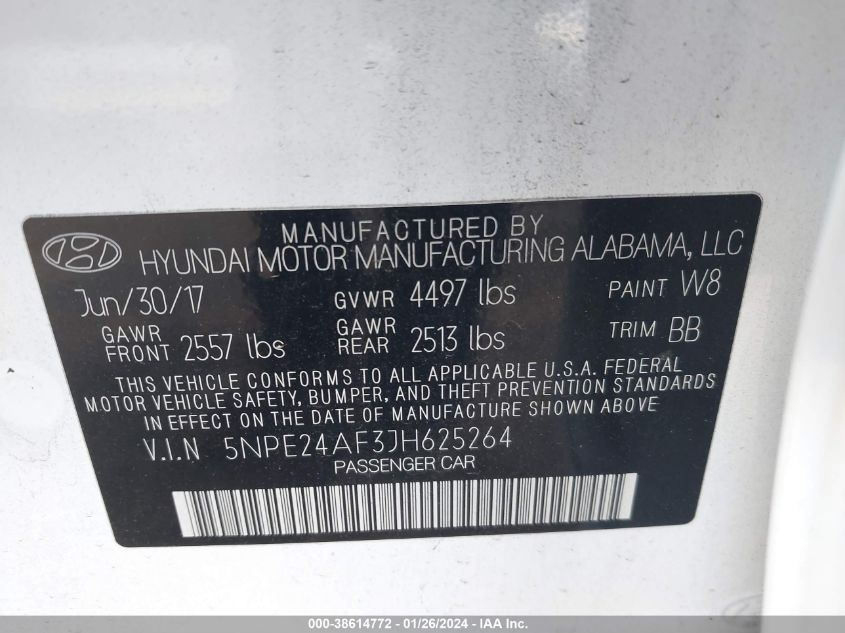 MANUFACTURED BY
HYUNDAI MOTOR MANUFACTURING ALABAMA, LLC
Jun/30/17 GVWR 4497 lbs PAINT W8
GAWR FRONT 2557 lbs GAWR REAR 2513 lbs TRIM BB
THIS VEHICLE CONFORMS TO ALL APPLICABLE U.S.A. FEDERAL
MOTOR VEHICLE SAFETY, BUMPER, AND THEFT PREVENTION STANDARDS
IN EFFECT ON THE DATE OF MANUFACTURE SHOWN ABOVE
V.I.N 5NPE24AF3JH625264
PASSENGER CAR
000-38614772 - 01/26/2024 - IAA Inc.